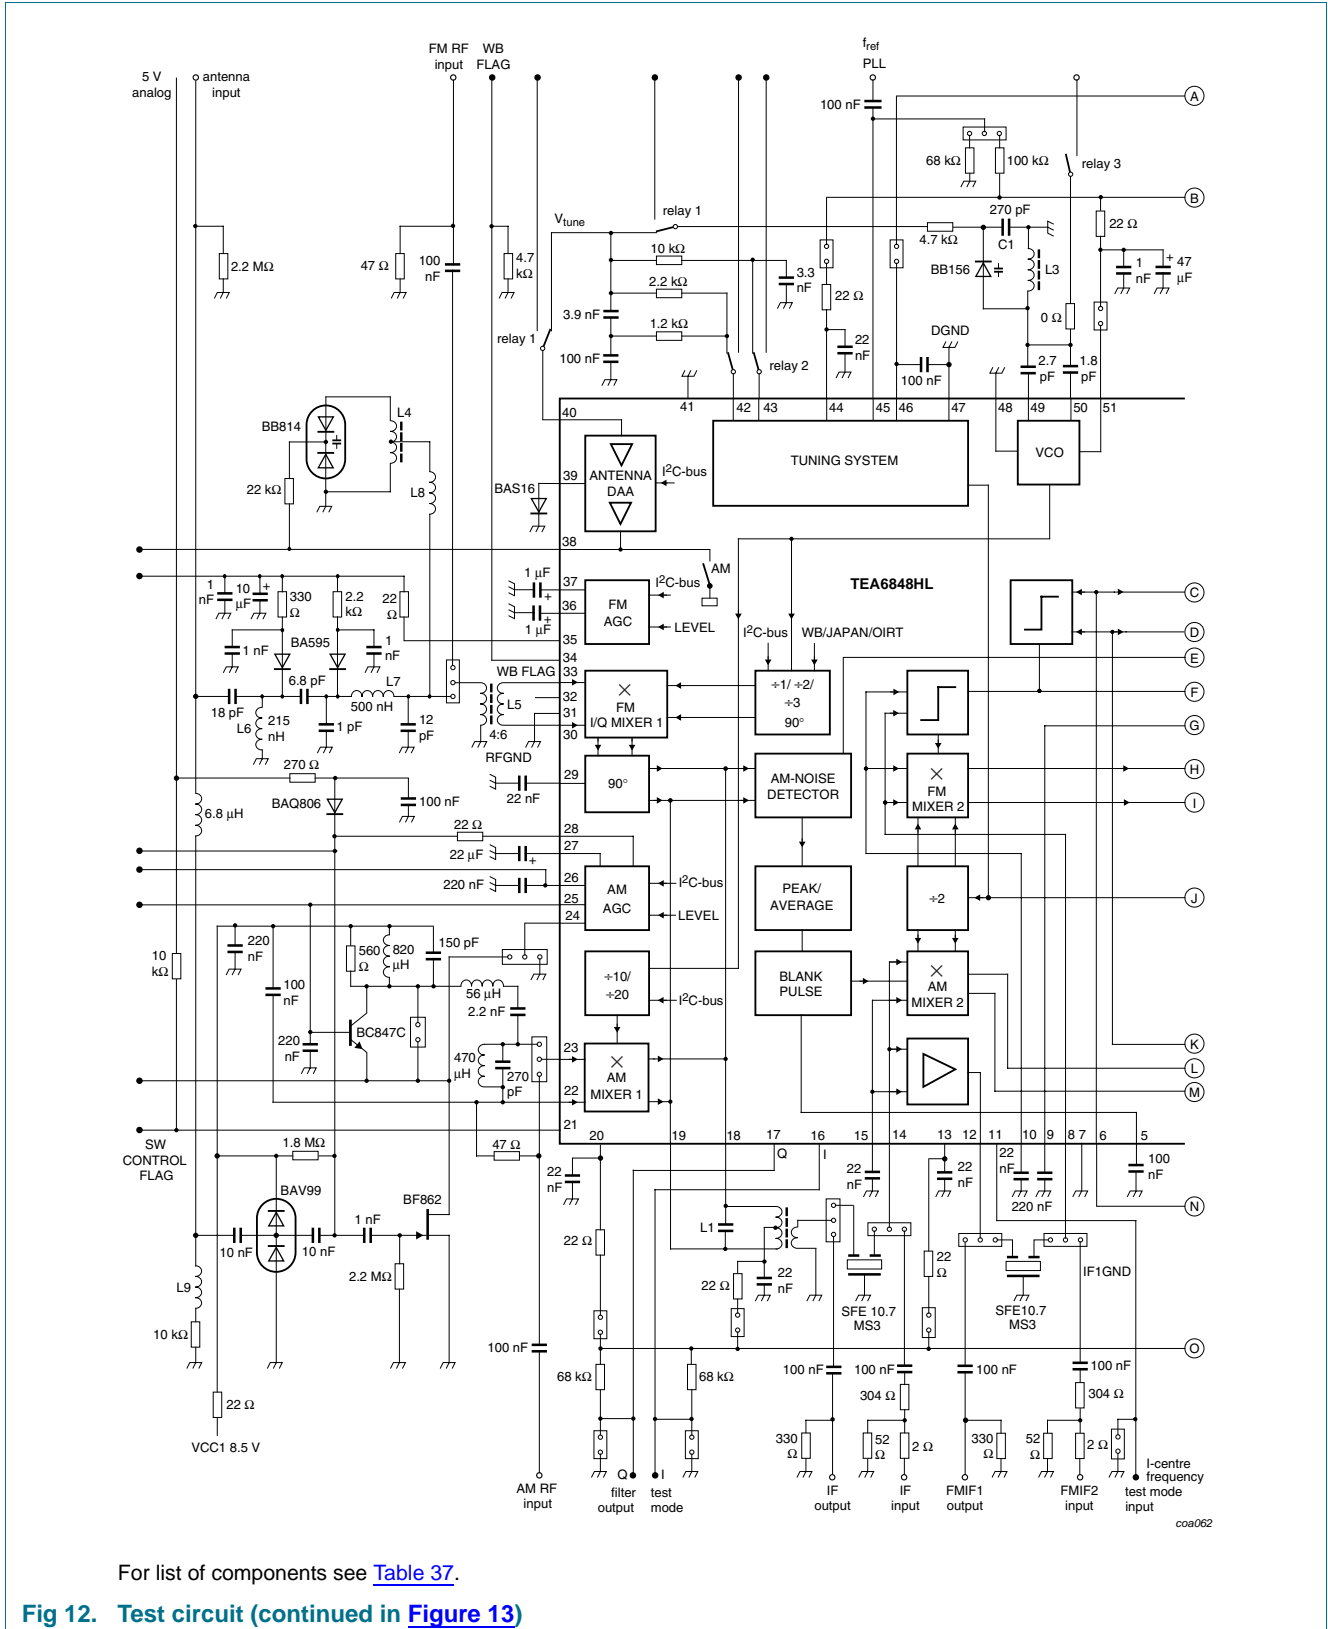 FM RF
input
WB
FLAG
fref
PLL
5 V
analog
antenna
input
100 nF
A
68 kΩ
100 kΩ
relay 3
B
Vtune
relay 1
270 pF
C1
22 Ω
2.2 MΩ
47 Ω
100
nF
4.7
kΩ
10 kΩ
3.3
nF
4.7 kΩ
BB156
L3
1
nF
47
μF
+
2.2 kΩ
22 Ω
3.9 nF
1.2 kΩ
0 Ω
relay 1
100 nF
relay 2
22
nF
DGND
100 nF
2.7
pF
1.8
pF
41
42
43
44
45
46
47
48
49
50
51
40
BB814
L4
ANTENNA
DAA
I2C-bus
TUNING SYSTEM
VCO
39
22 kΩ
L8
BAS16
38
AM
TEA6848HL
1
nF
10
μF
+
330
Ω
2.2
kΩ
22
Ω
1 μF
+
37
36
1 μF
+
35
FM
AGC
I2C-bus
LEVEL
C
D
1 nF
BA595
1
nF
34
I2C-bus
WB/JAPAN/OIRT
E
WB FLAG
33
6.8 pF
L7
500 nH
18 pF
L6
215
nH
1 pF
12
pF
L5
4:6
32
31
30
FM
I/Q MIXER 1
÷1/ ÷2/
÷3
90°
F
G
RFGND
270 Ω
29
22 nF
90°
AM-NOISE
DETECTOR
FM
MIXER 2
H
I
BAQ806
100 nF
6.8 μH
22 Ω
28
22 μF
+
27
220 nF
26
25
24
AM
AGC
I2C-bus
LEVEL
PEAK/
AVERAGE
÷2
J
220
nF
560
Ω
820
μH
150 pF
10
kΩ
100
nF
56 μH
÷10/
÷20
I2C-bus
BLANK
PULSE
AM
MIXER 2
2.2 nF
BC847C
220
nF
470
μH
270
pF
23
22
21
AM
MIXER 1
K
L
M
SW
CONTROL
FLAG
1.8 MΩ
47 Ω
20
19
18
17
16
15
14
13
12
11
10
9
8
7
6
5
Q
I
22
nF
22
nF
22
nF
22
nF
220 nF
100
nF
BAV99
BF862
N
1 nF
10 nF
10 nF
22 Ω
L1
L9
2.2 MΩ
22 Ω
22
nF
22
Ω
IF1GND
SFE 10.7
MS3
SFE10.7
MS3
10 kΩ
O
100 nF
68 kΩ
68 kΩ
100 nF
100 nF
100 nF
100 nF
304 Ω
304 Ω
22 Ω
330
Ω
52
Ω
2 Ω
330
Ω
52
Ω
2 Ω
VCC1 8.5 V
AM RF
input
Q
filter
output
I
test
mode
IF
output
IF
input
FMIF1
output
FMIF2
input
I-centre
frequency
test mode
input
coa062
For list of components see Table 37.
Fig 12. Test circuit (continued in Figure 13)